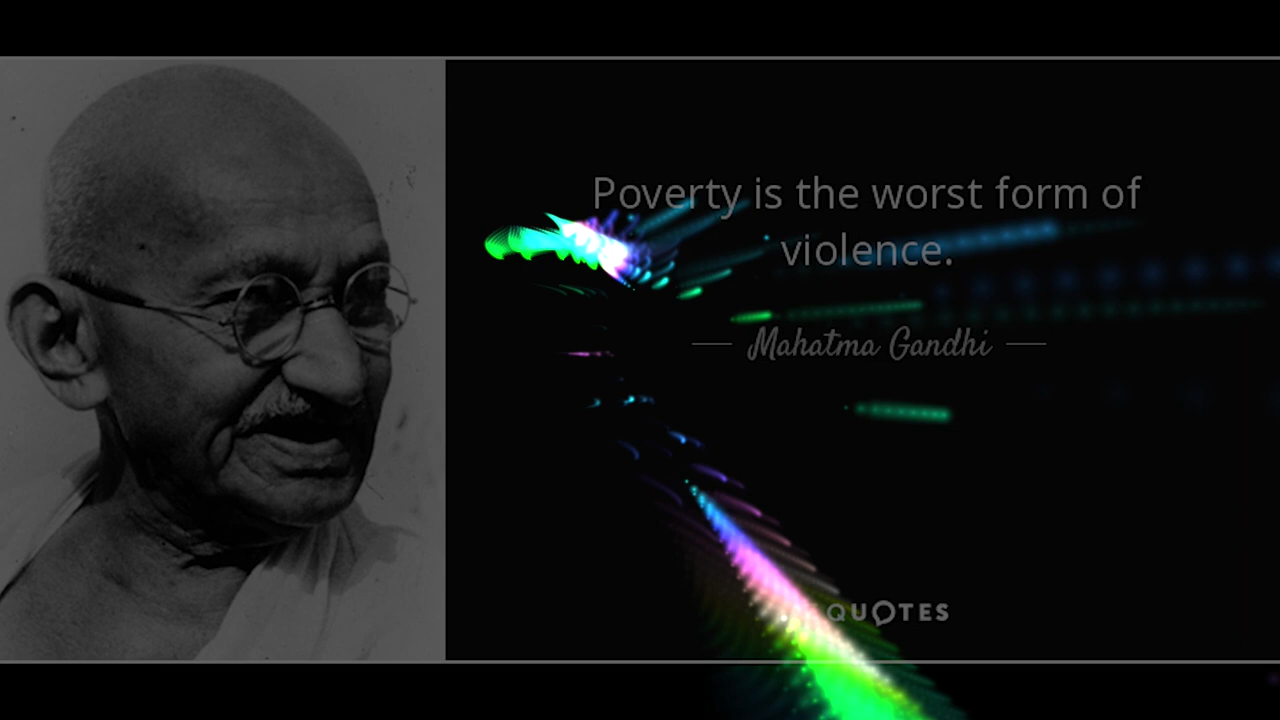 Poverty is the worst form of
violence.
Mahatma Gandhi
QUOTES